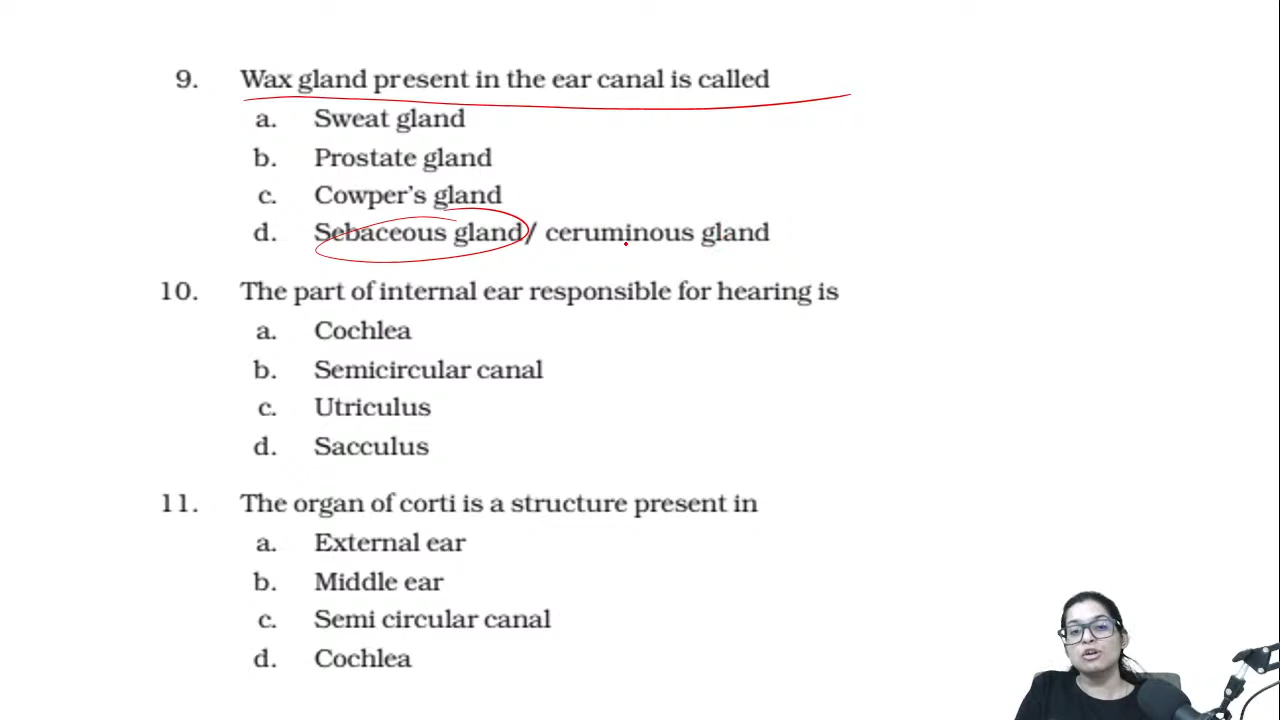 9. Wax gland present in the ear canal is called
a. Sweat gland
b. Prostate gland
c. Cowper's gland
d. Sebaceous gland/ ceruminous gland
10. The part of internal ear responsible for hearing is
a. Cochlea
b. Semicircular canal
c. Utriculus
d. Sacculus
11. The organ of corti is a structure present in
a. External ear
b. Middle ear
c. Semi circular canal
d. Cochlea